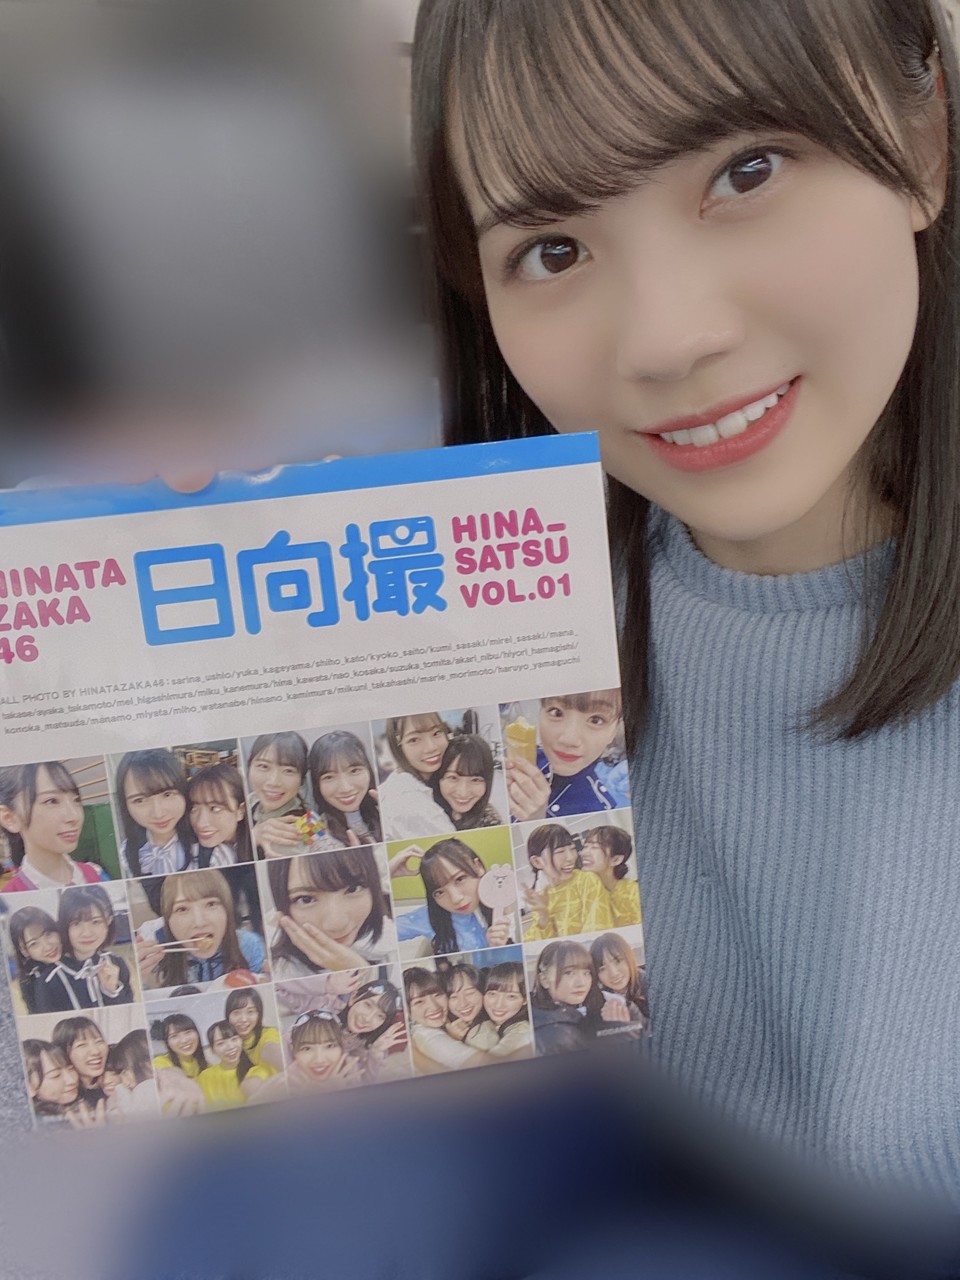 HINATA
ZAKA
46
日向撮
HINA_
SATSU
VOL.01
ALL PHOTO BY HINATAZAKA46:sarina_ushio/yuka_kageyama/shiho_kato/kyoko_saito/kumi_sasaki/mirei_sasaki/mana_
takase/ayaka_takamoto/mei_higashimura/miku_kanemura/hina_kawata/nao_kosaka/suzuka_tomita/akari_nibu/hiyori_hamagishi/
konoka_matsuda/manamo_miyata/miho_watanabe/hinano_kamimura/mikuni_takahashi/marie_morimoto/haruyo_yamaguchi